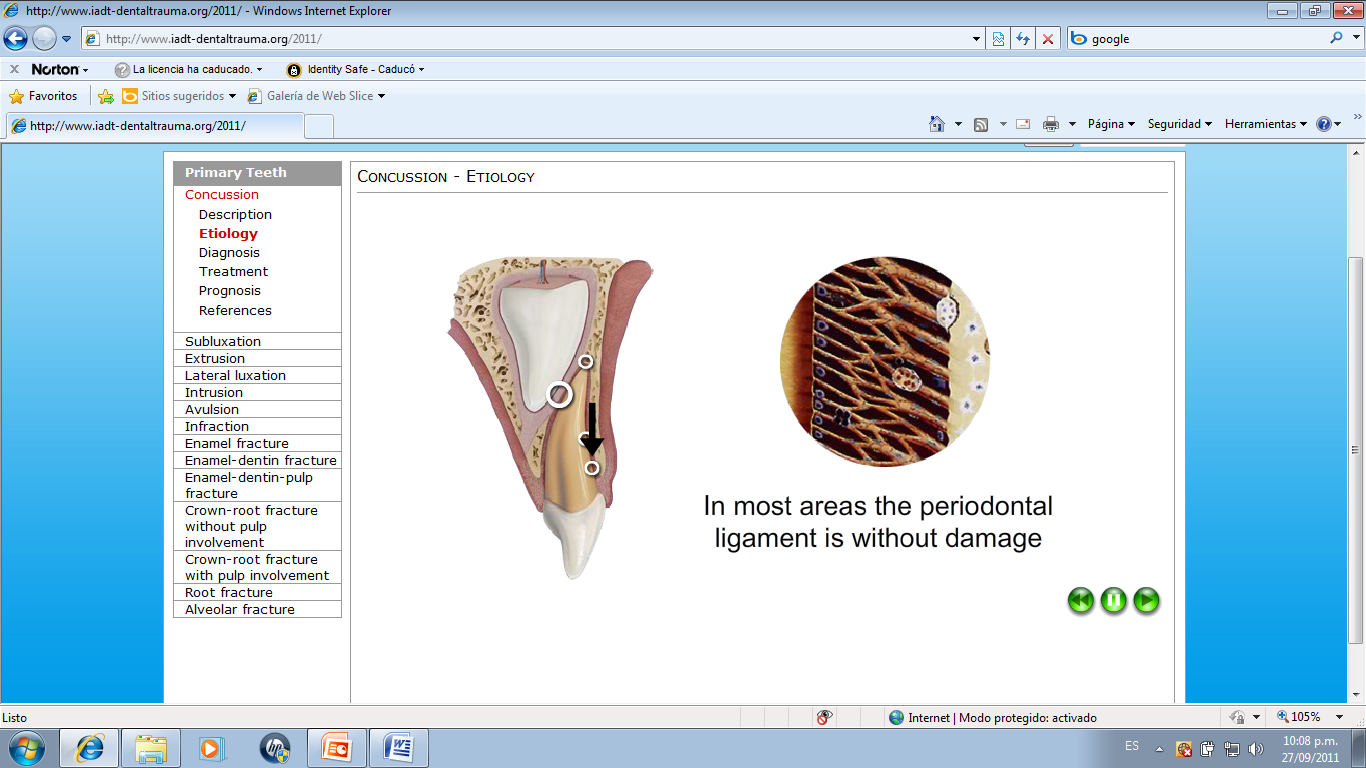 http://www.iadt-dentaltrauma.org/2011/ - Windows Internet Explorer
http://www.iadt-dentaltrauma.org/2011/
google
x Norton
La licencia ha caducado.
Identity Safe - Caducó
Favoritos
Sitios sugeridos
Galería de Web Slice
http://www.iadt-dentaltrauma.org/2011/
Página
Seguridad
Herramientas
Primary Teeth
Concussion
Description
Etiology
Diagnosis
Treatment
Prognosis
References
Subluxation
Extrusion
Lateral luxation
Intrusion
Avulsion
Infraction
Enamel fracture
Enamel-dentin fracture
Enamel-dentin-pulp
fracture
Crown-root fracture
without pulp
involvement
Crown-root fracture
with pulp involvement
Root fracture
Alveolar fracture
Concussion - Etiology
In most areas the periodontal
ligament is without damage
Listo
Internet | Modo protegido: activado
105%
ES
10:08 p.m.
27/09/2011